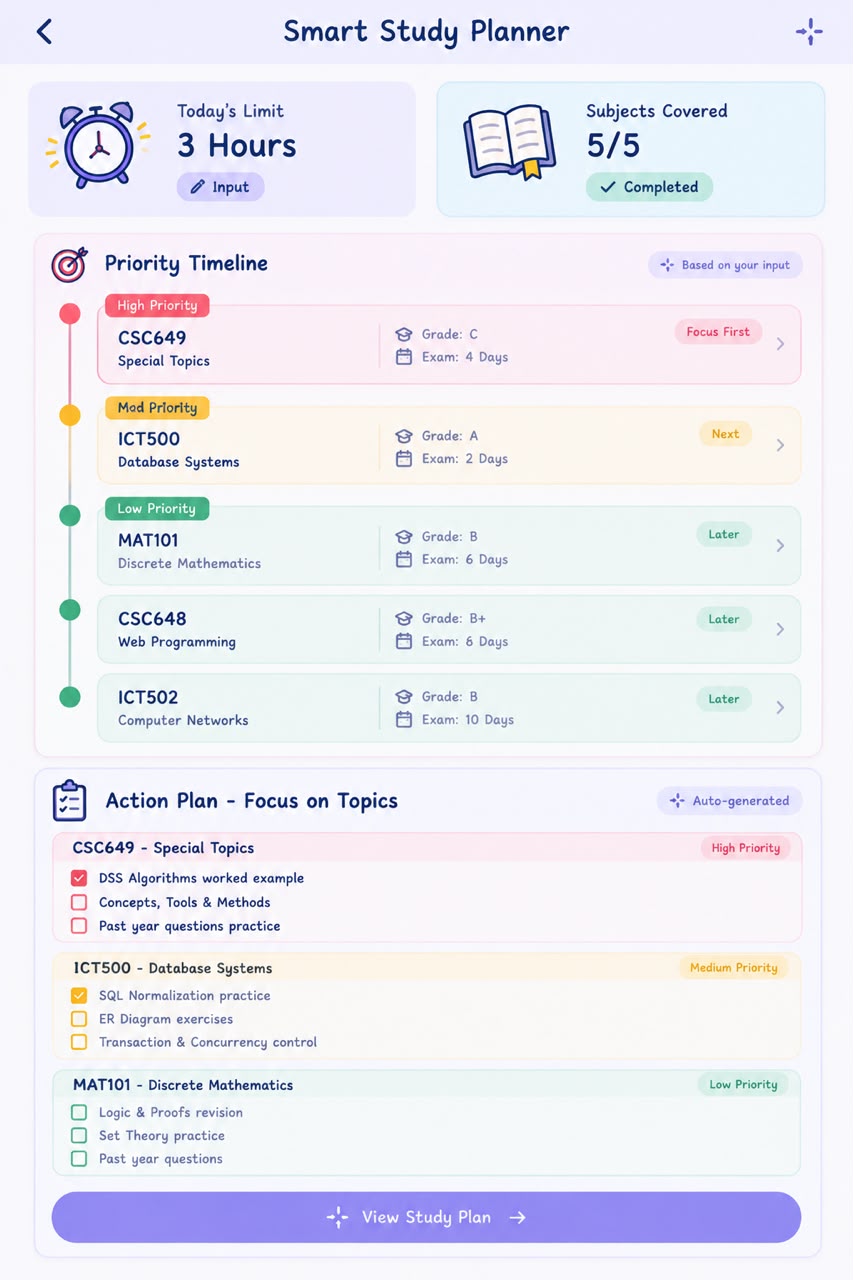 Smart Study Planner
Today's Limit
3 Hours
Input
Subjects Covered
5/5
Completed
Priority Timeline
Based on your input
High Priority
CSC649
Special Topics
Grade: C
Exam: 4 Days
Focus First
Mad Priority
ICT500
Database Systems
Grade: A
Exam: 2 Days
Next
Low Priority
MAT101
Discrete Mathematics
Grade: B
Exam: 6 Days
Later
CSC648
Web Programming
Grade: B+
Exam: 6 Days
Later
ICT502
Computer Networks
Grade: B
Exam: 10 Days
Later
Action Plan - Focus on Topics
Auto-generated
CSC649 - Special Topics
High Priority
DSS Algorithms worked example
Concepts, Tools & Methods
Past year questions practice
ICT500 - Database Systems
Medium Priority
SQL Normalization practice
ER Diagram exercises
Transaction & Concurrency control
MAT101 - Discrete Mathematics
Low Priority
Logic & Proofs revision
Set Theory practice
Past year questions
View Study Plan →